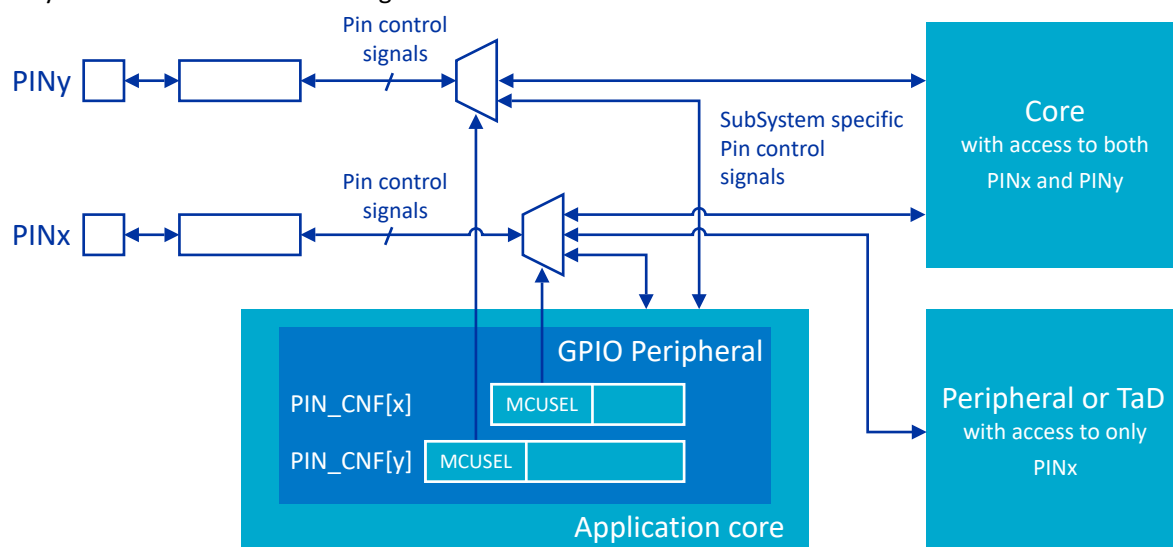 Pin control
signals
PINy
Core
with access to both
PINx and PINy
SubSystem specific
Pin control
signals
Pin control
signals
PINx
GPIO Peripheral
PIN_CNF[x]
MCUSEL
PIN_CNF[y]
MCUSEL
Application core
Peripheral or TaD
with access to only
PINx